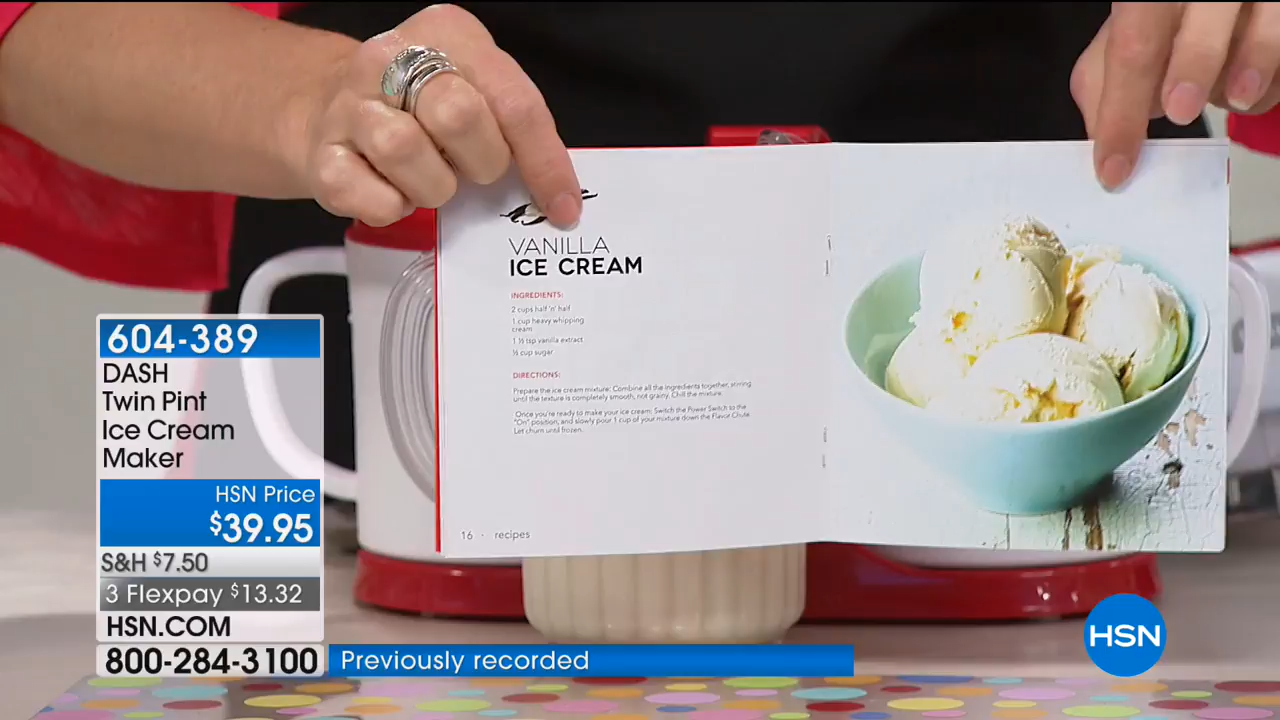 VANILLA
ICE CREAM
INGREDIENTS:
2 cups half 'n' half
1 cup heavy whipping
cream
1 ½ tsp vanilla extract
½ cup sugar
DIRECTIONS:
Prepare the ice cream mixture: Combine all the ingredients together, stirring
until the texture is completely smooth, not grainy. Chill the mixture.
Once you're ready to make your ice cream: Switch the Power Switch to the
"On" position, and slowly pour 1 cup of your mixture down the Flavor Chute.
Let churn until frozen.
16 · recipes
604-389
DASH
Twin Pint
Ice Cream
Maker
HSN Price
$39.95
S&H $7.50
3 Flexpay $13.32
HSN.COM
800-284-3100
Previously recorded
HSN